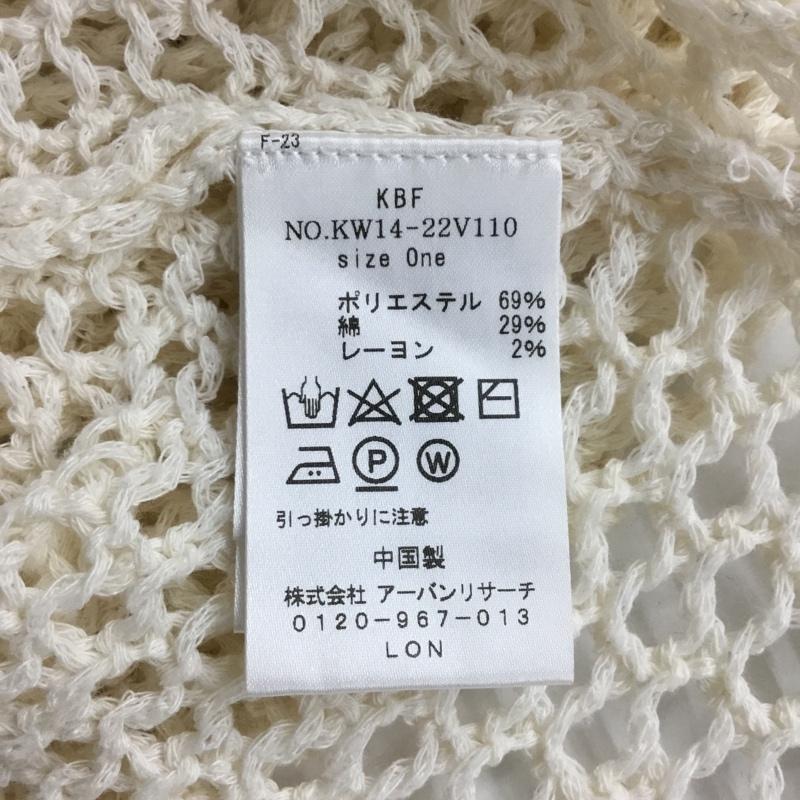 F-23
KBF
NO.KW14-22V110
size One
ポリエステル 69%
綿 29%
レーヨン 2%
P W
引っ掛かりに注意
中国製
株式会社 アーバンリサーチ
0120-967-013
LON